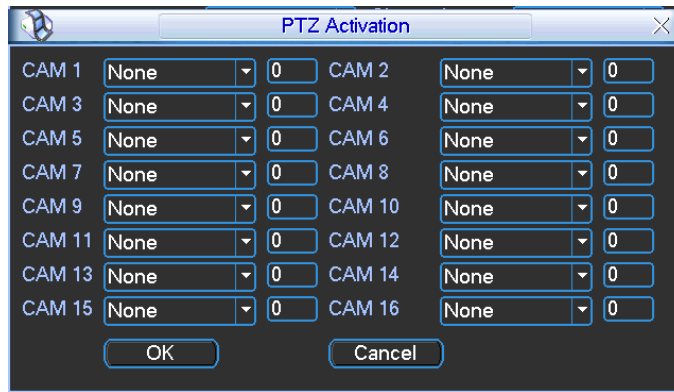 PTZ Activation
CAM 1 None 0 CAM 2 None 0
CAM 3 None 0 CAM 4 None 0
CAM 5 None 0 CAM 6 None 0
CAM 7 None 0 CAM 8 None 0
CAM 9 None 0 CAM 10 None 0
CAM 11 None 0 CAM 12 None 0
CAM 13 None 0 CAM 14 None 0
CAM 15 None 0 CAM 16 None 0
OK Cancel